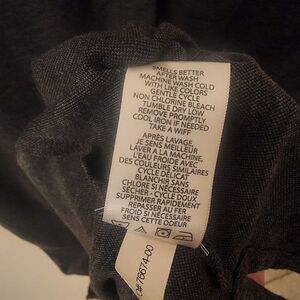 SMELLS BETTER
AFTER WASH
MACHINE WASH COLD
WITH LIKE COLORS
GENTLE CYCLE
NON CHLORINE BLEACH
TUMBLE DRY LOW
REMOVE PROMPTLY
COOL IRON IF NEEDED
TAKE A WIFF
APRÈS LAVAGE,
JE SENS MEILLEUR
LAVER A LA MACHINE,
L'EAU FROIDE AVEC
DES COULEURS SIMILAIRES
CYCLE DÉLICAT
BLANCHIR SANS
CHLORE SI NÉCESSAIRE
SÉCHER - CYCLE DOUX
SUPPRIMER RAPIDEMENT
REPASSER AU FER
FROID SI NÉCESSAIRE
SENS CETTE ODEUR
76674-00